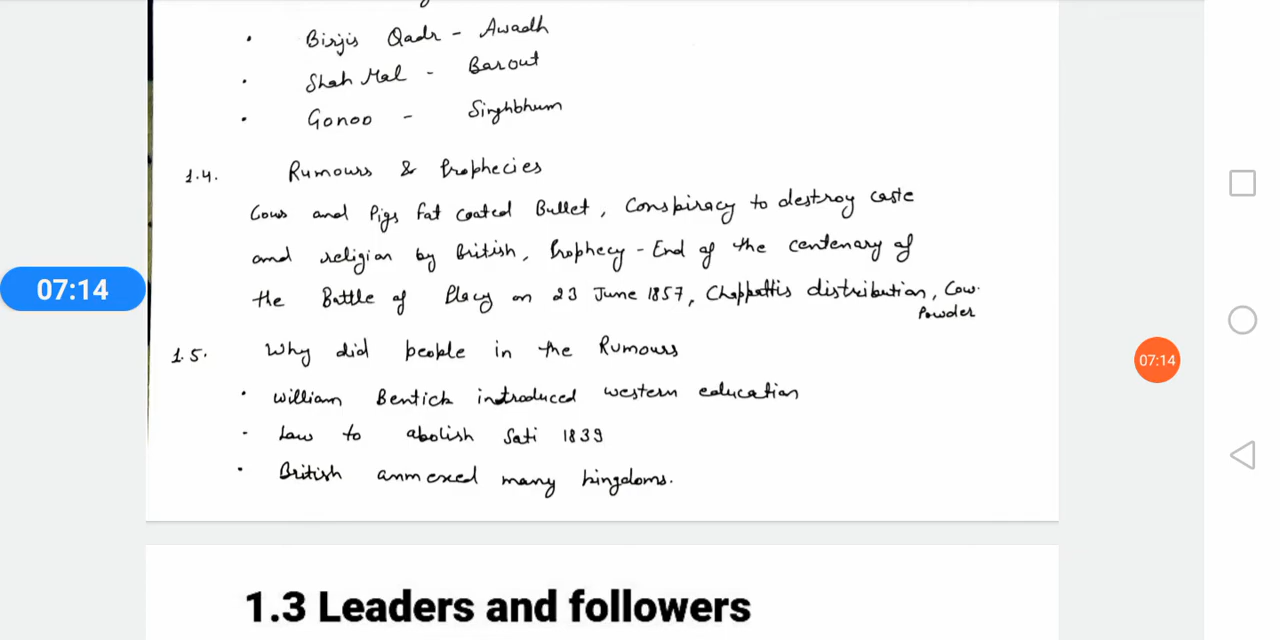 Birjis Qadr - Awadh
Shah Mal - Barout
Gonoo - Singhbhum
1.4. Rumours & Prophecies
Cows and Pigs fat coated Bullet, Conspiracy to destroy caste
and religian by British, Prophecy - End of the centenary of
the Battle of Placy on 23 June 1857, Chappattis distribution, Cow.
Powder
07:14
07:14
1.5. Why did people in the Rumours
William Bentick introduced western education
Law to abolish Sati 1839
British annexed many kingdoms.
1.3 Leaders and followers